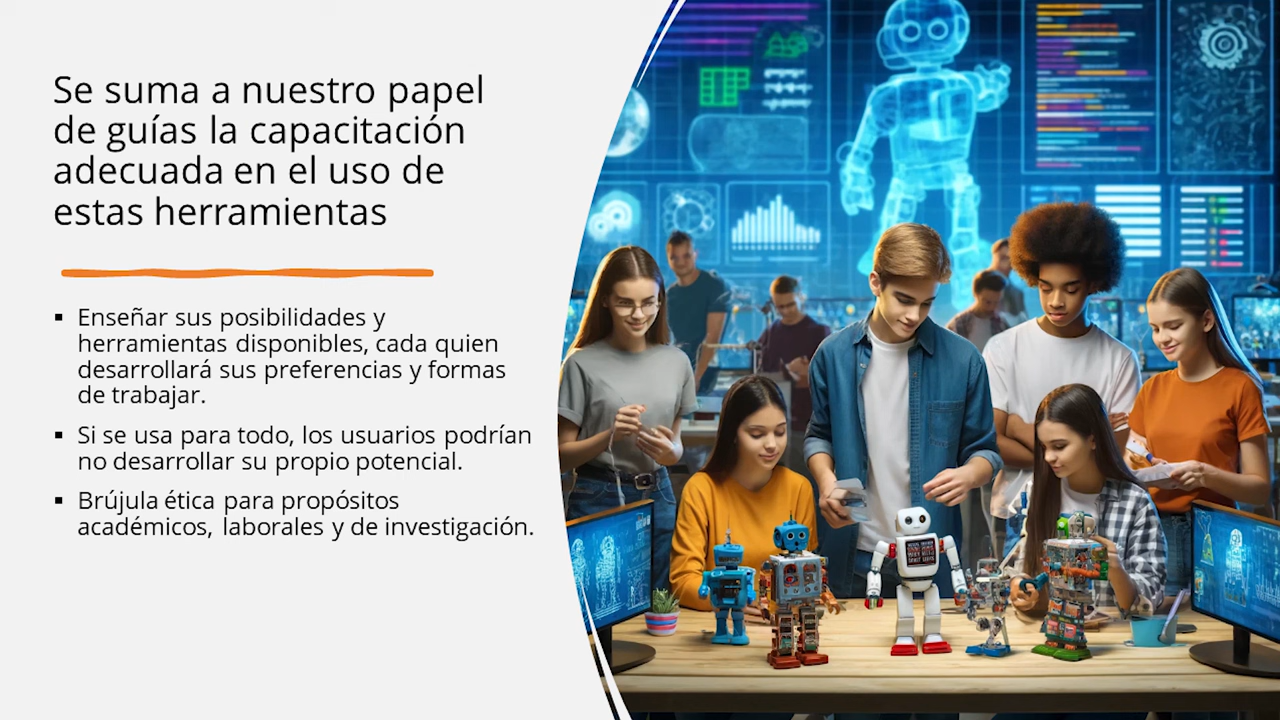 Se suma a nuestro papel
de guías la capacitación
adecuada en el uso de
estas herramientas
Enseñar sus posibilidades y
herramientas disponibles, cada quien
desarrollará sus preferencias y formas
de trabajar.
Si se usa para todo, los usuarios podrían
no desarrollar su propio potencial.
Brújula ética para propósitos
académicos, laborales y de investigación.